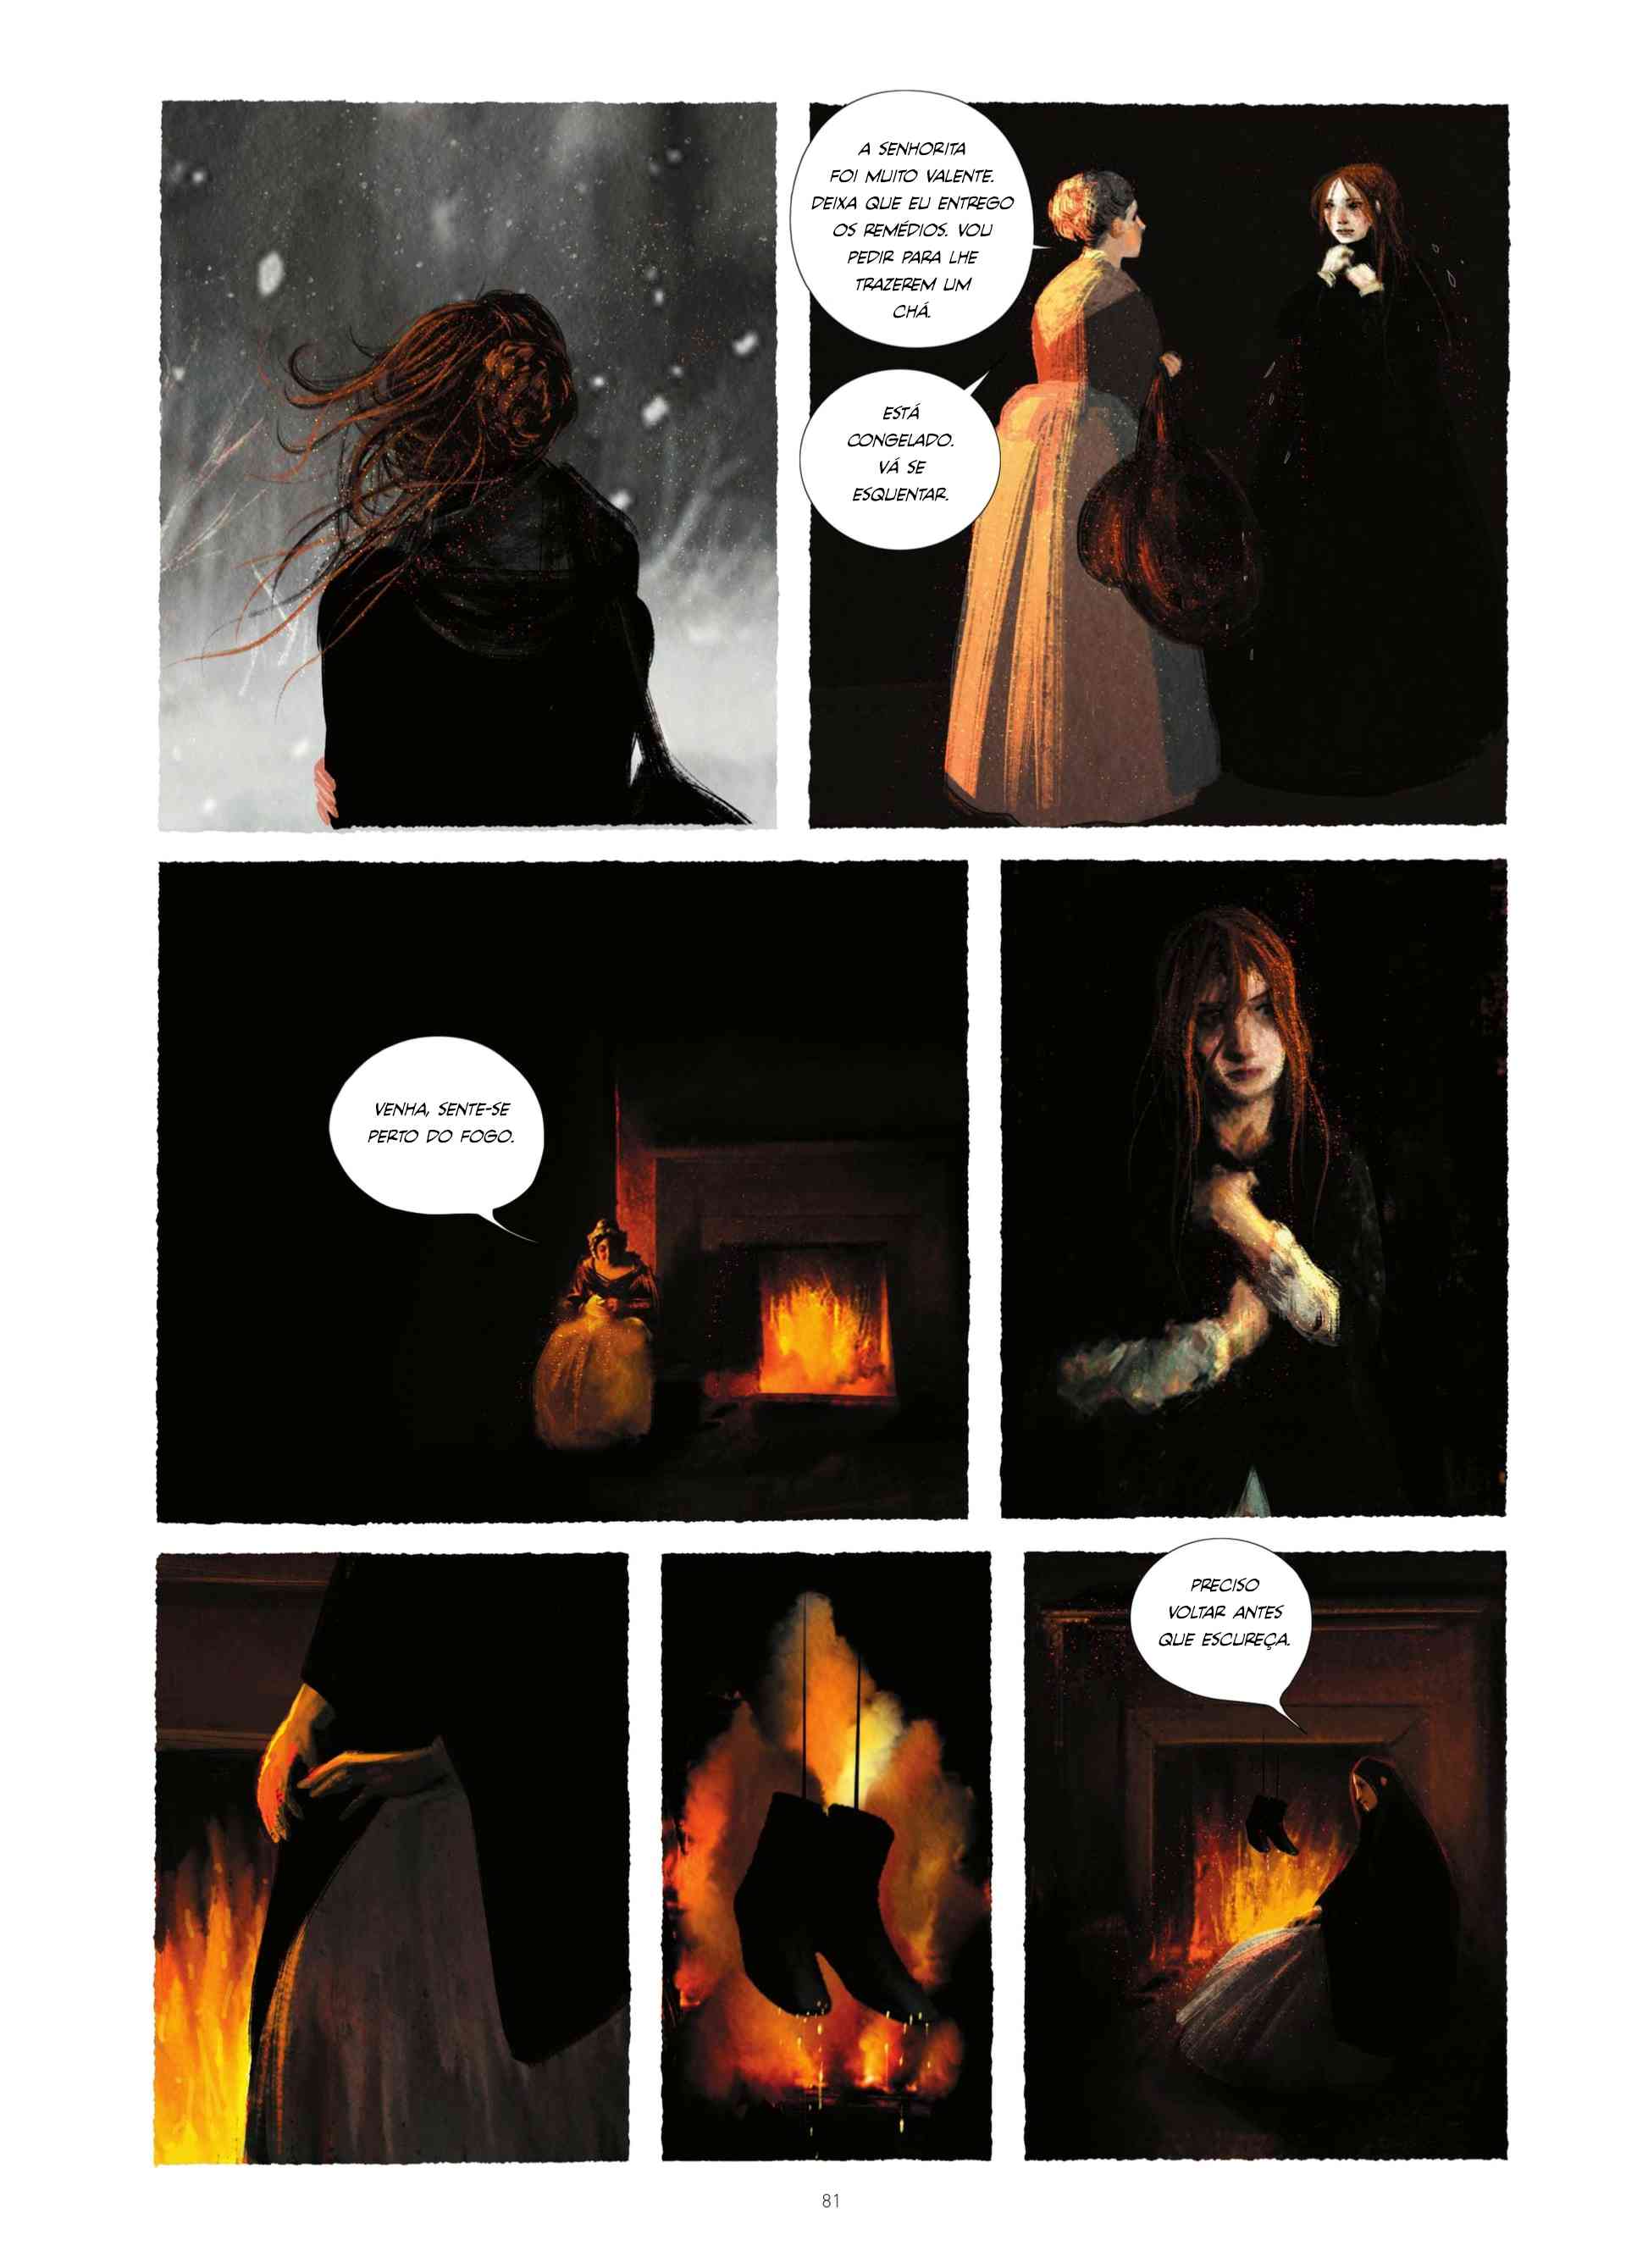 A SENHORITA
FOI MUITO VALENTE.
DEIXA QUE EU ENTREGO
OS REMÉDIOS. VOU
PEDIR PARA LHE
TRAZEREM UM
CHÁ.
ESTÁ
CONGELADO.
VÁ SE
ESQUENTAR.
VENHA, SENTE-SE
PERTO DO FOGO.
PRECISO
VOLTAR ANTES
QUE ESCUREÇA.
81